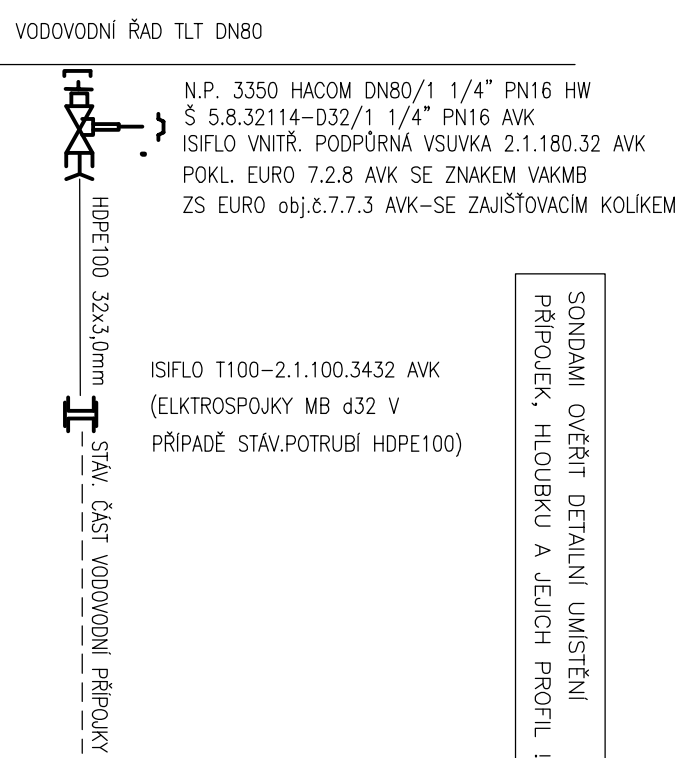 VODOVODNÍ ŘAD TLT DN80
N.P. 3350 HACOM DN80/1 1/4" PN16 HW
Š 5.8.32114-D32/1 1/4" PN16 AVK
ISIFLO VNITŘ. PODPŮRNÁ VSUVKA 2.1.180.32 AVK
POKL. EURO 7.2.8 AVK SE ZNAKEM VAKMB
ZS EURO obj.č.7.7.3 AVK-SE ZAJIŠŤOVACÍM KOLÍKEM
HDPE100 32x3,0mm
ISIFLO T100-2.1.100.3432 AVK
(ELKTROSPOJKY MB d32 V
PŘÍPADĚ STÁV.POTRUBÍ HDPE100)
STÁV. ČÁST VODOVODNÍ PŘÍPOJKY
SONDAMI OVĚŘIT DETAILNÍ UMÍSTĚNÍ
PŘÍPOJEK, HLOUBKU A JEJICH PROFIL !